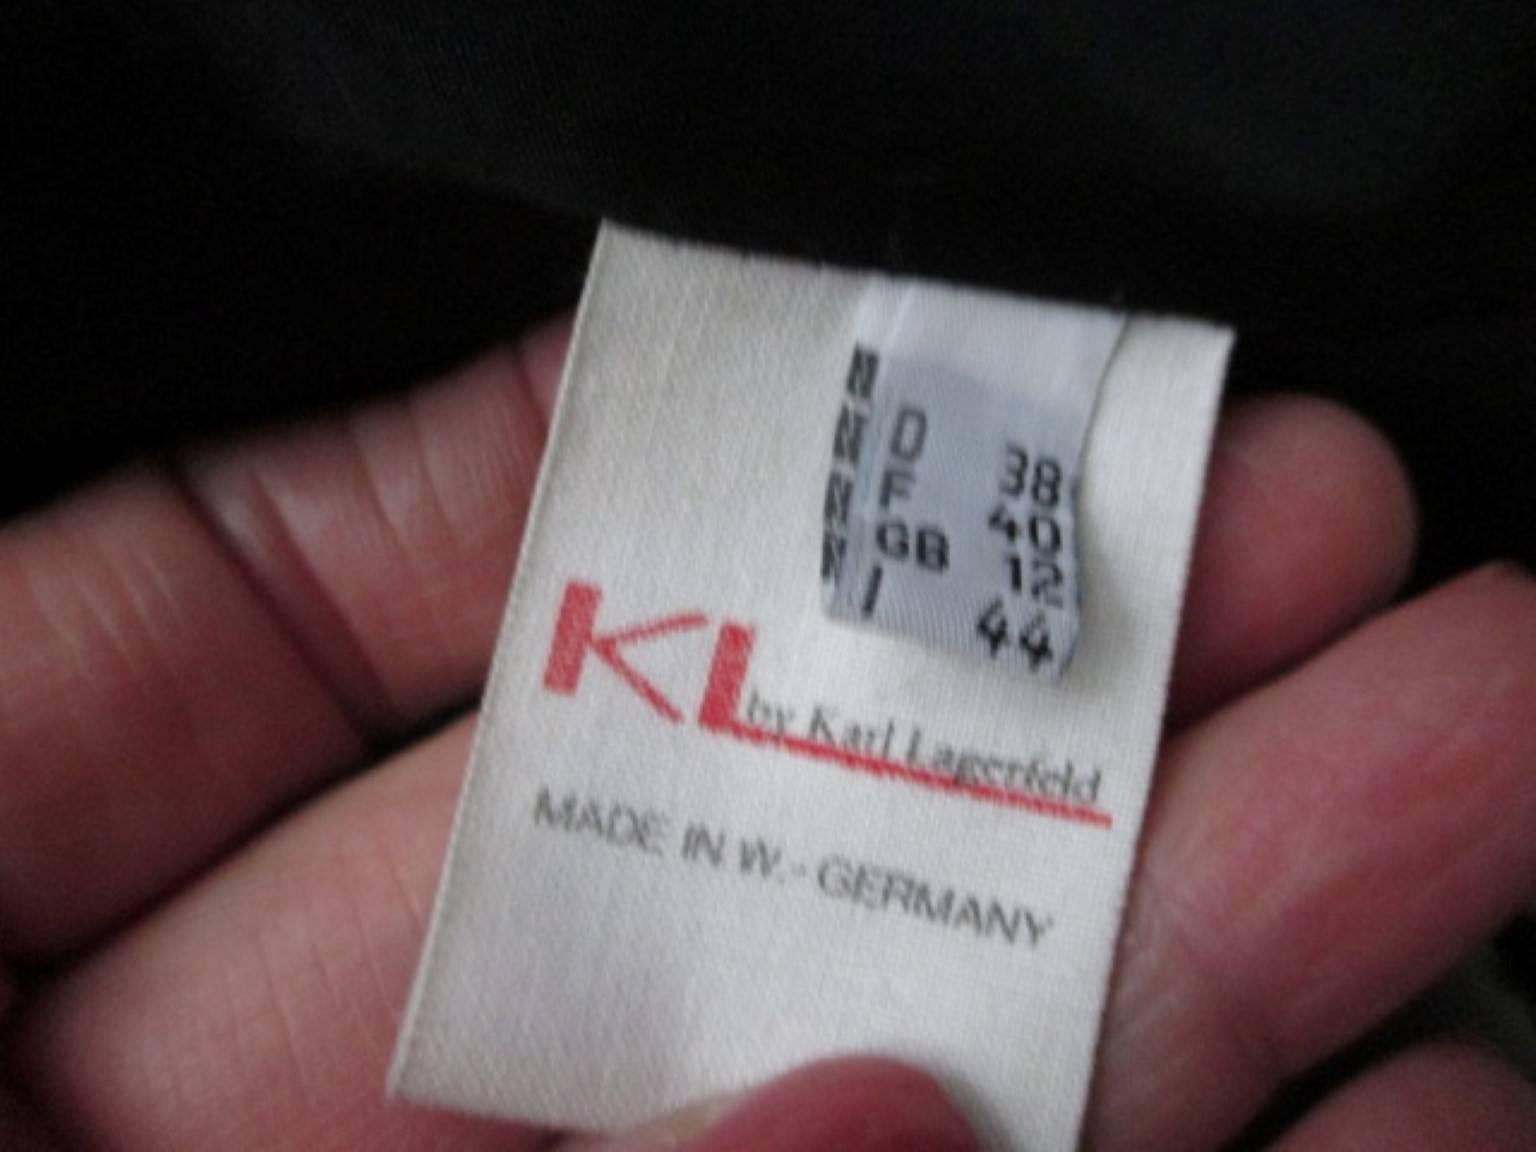 D 38
F 40
GB 12
I 44
KL by Karl Lagerfeld
MADE IN W.-GERMANY